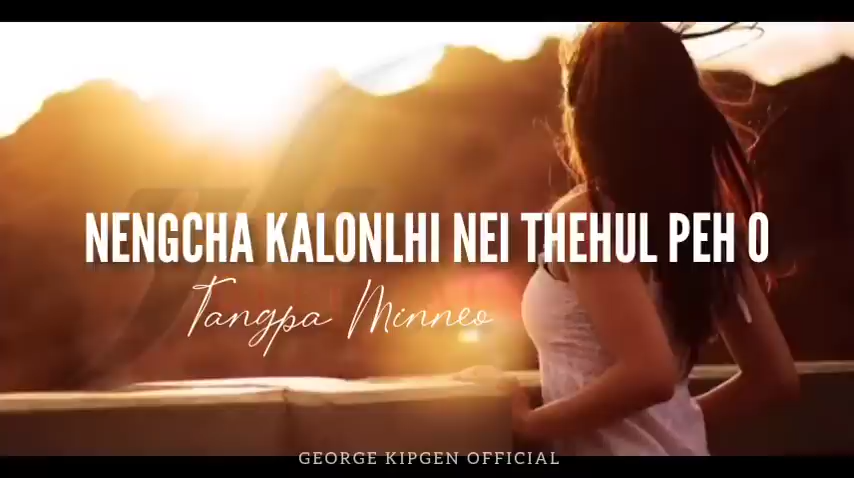 NENGCHA KALONLHI NEI THEHUL PEH O
Tangpa Minneo
GEORGE KIPGEN OFFICIAL